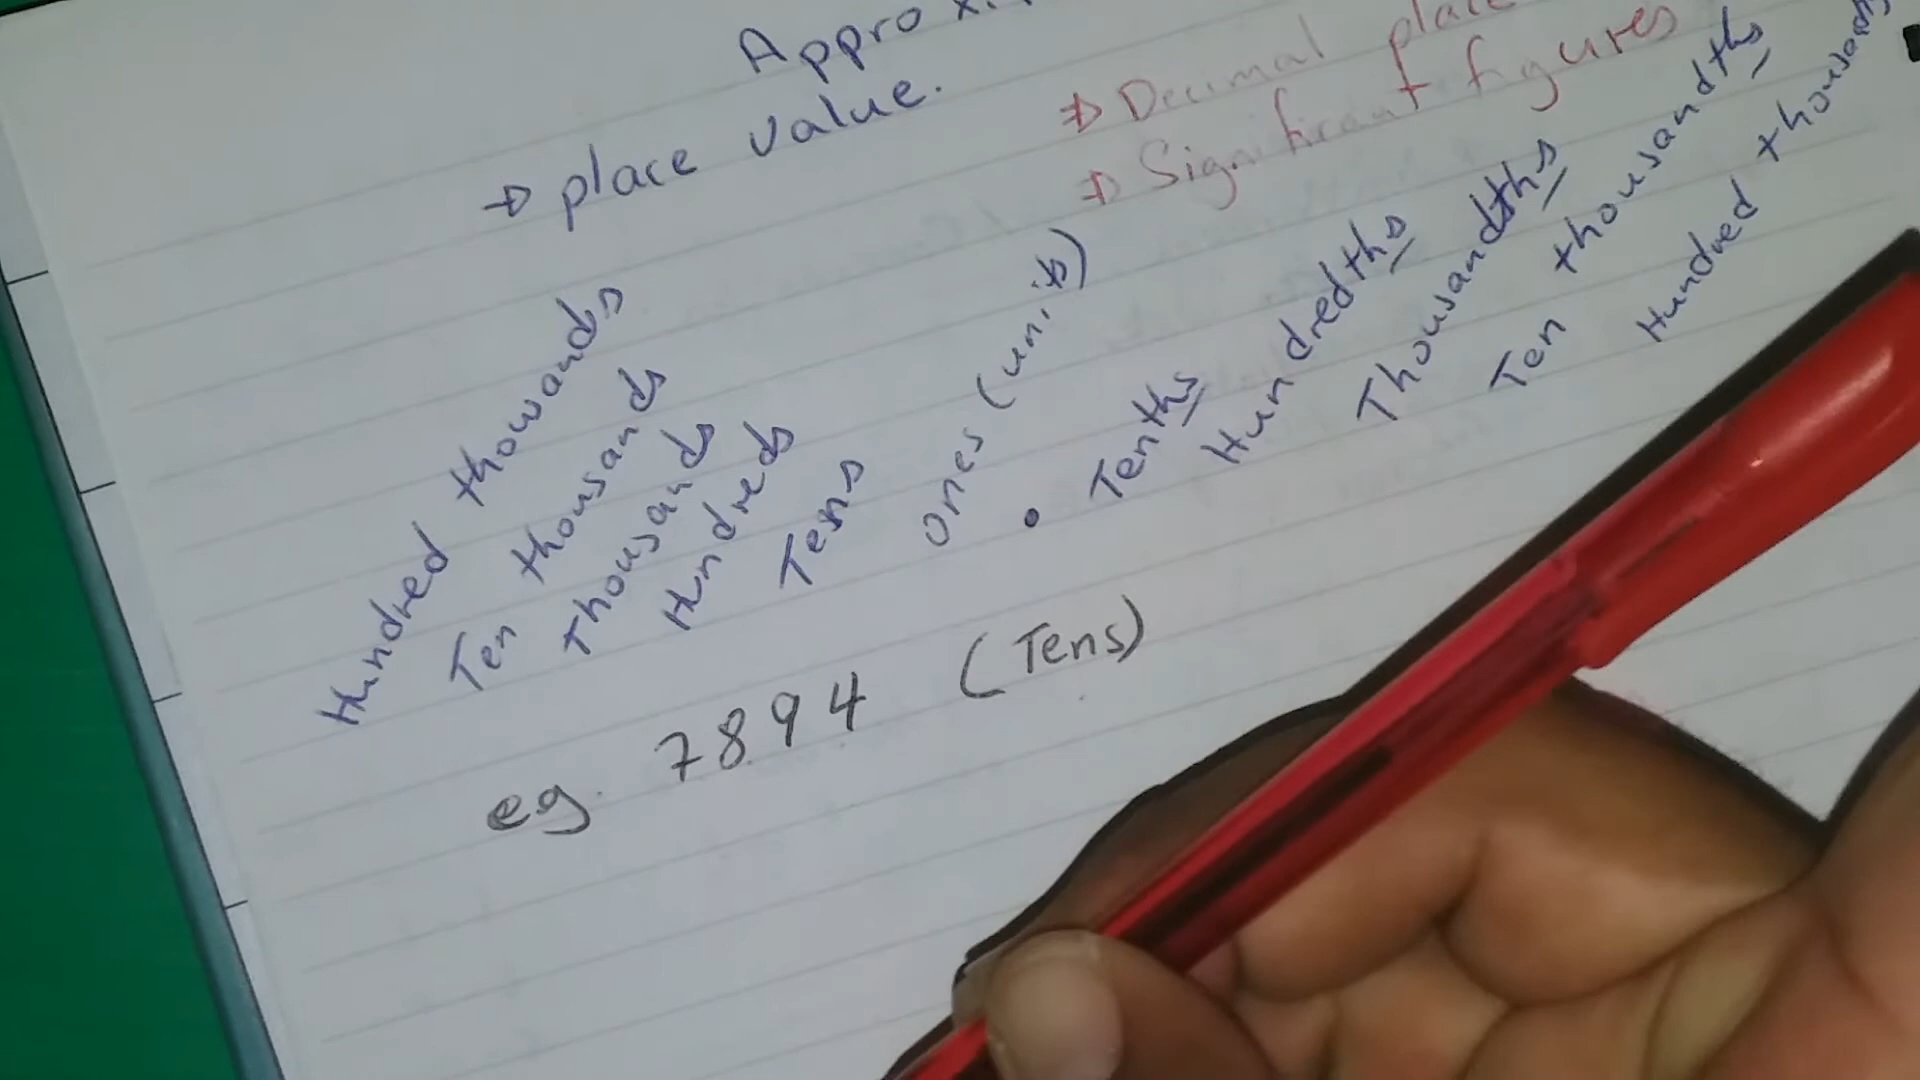 Appro x.
→ place value.
⇒ Decimal place
⇒ Significant figures
Hundred thousands
Ten thousands
Thousands
Hundreds
Tens
ones (units)
•
Tenths
Hundredths
Thousandths
Ten thousandths
Hundred thousandths
eg. 7894 (Tens)